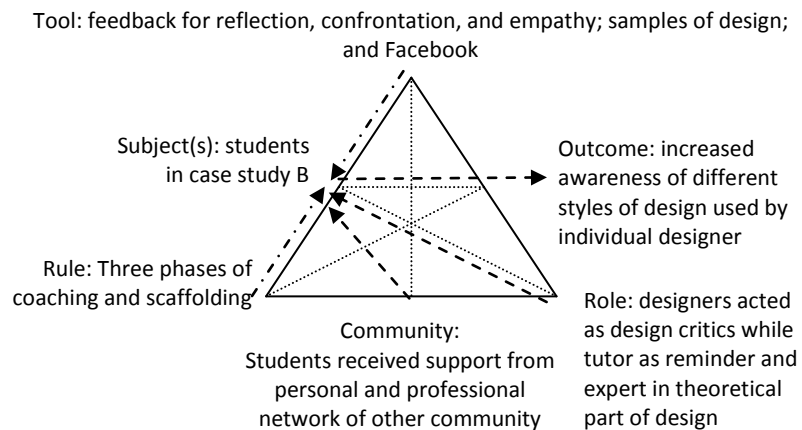 Tool: feedback for reflection, confrontation, and empathy; samples of design;
and Facebook
Subject(s): students
in case study B
Outcome: increased
awareness of different
styles of design used by
individual designer
Rule: Three phases of
coaching and scaffolding
Community:
Students received support from
personal and professional
network of other community
Role: designers acted
as design critics while
tutor as reminder and
expert in theoretical
part of design